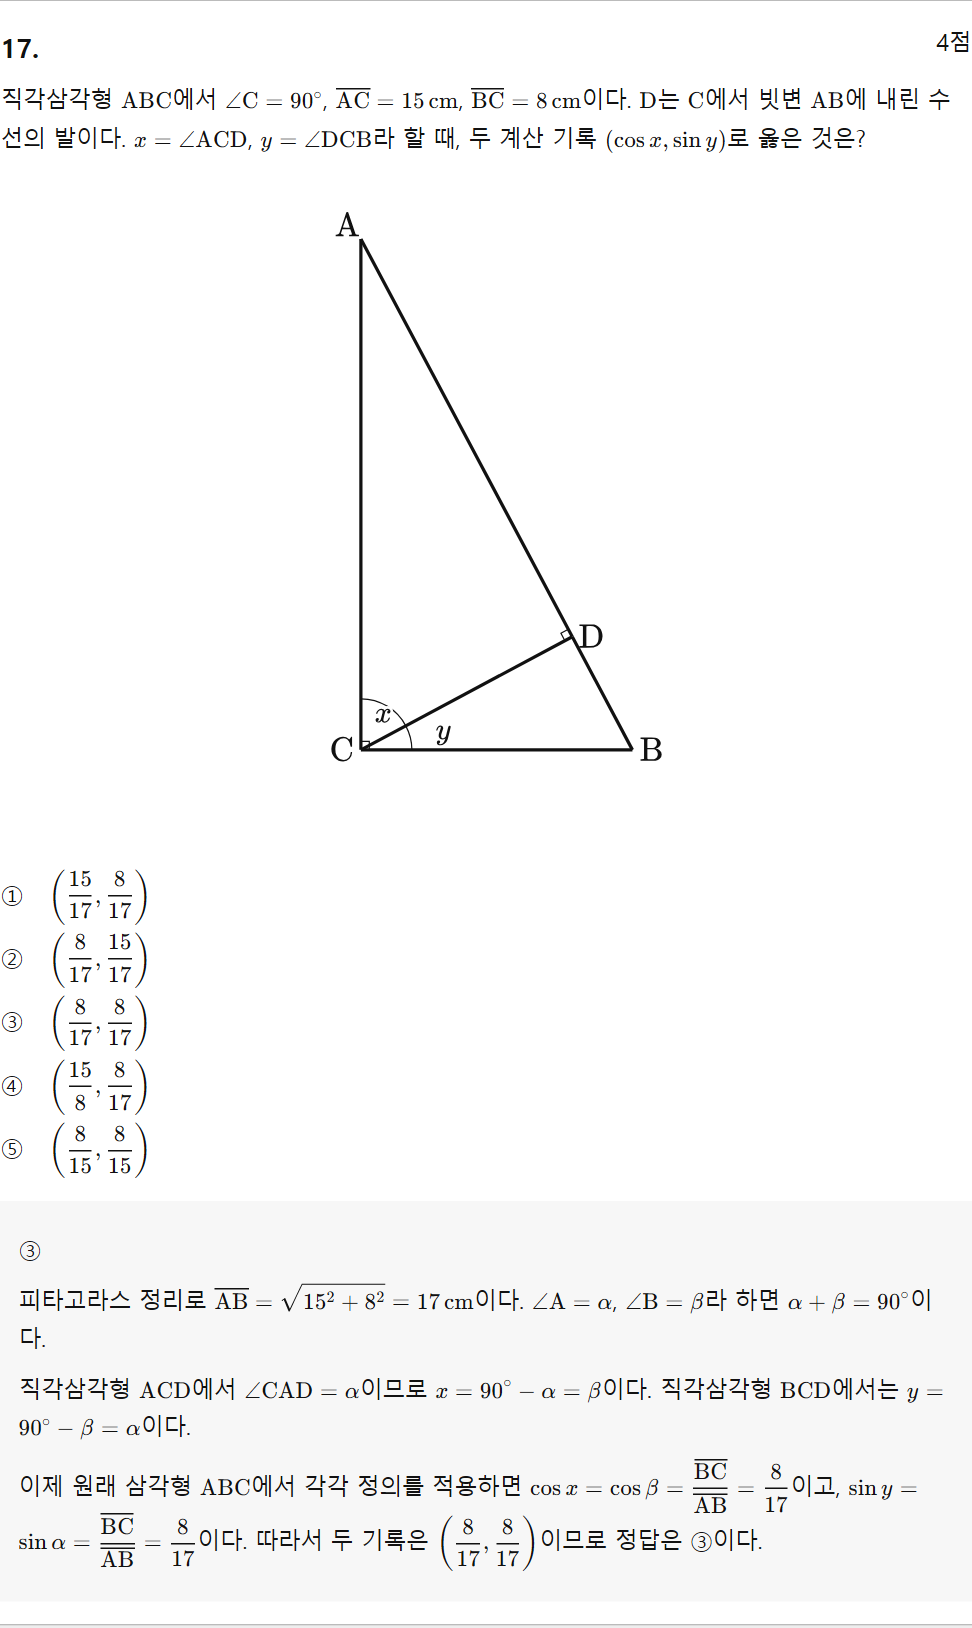 17.
4점
직각삼각형 ABC에서 ∠C = 90°, \overline{AC} = 15 cm, \overline{BC} = 8 cm이다. D는 C에서 빗변 AB에 내린 수
선의 발이다. x = ∠ACD, y = ∠DCB라 할 때, 두 계산 기록 (cos x, sin y)로 옳은 것은?
A
D
x
y
C
B
① (15/17, 8/17)
② (8/17, 15/17)
③ (8/17, 8/17)
④ (15/8, 8/17)
⑤ (8/15, 8/15)
③
피타고라스 정리로 \overline{AB} = √(15² + 8²) = 17 cm이다. ∠A = α, ∠B = β라 하면 α + β = 90°이
다.
직각삼각형 ACD에서 ∠CAD = α이므로 x = 90° − α = β이다. 직각삼각형 BCD에서는 y =
90° − β = α이다.
이제 원래 삼각형 ABC에서 각각 정의를 적용하면 cos x = cos β = \overline{BC}/\overline{AB} = 8/17이고, sin y =
sin α = \overline{BC}/\overline{AB} = 8/17이다. 따라서 두 기록은 (8/17, 8/17)이므로 정답은 ③이다.